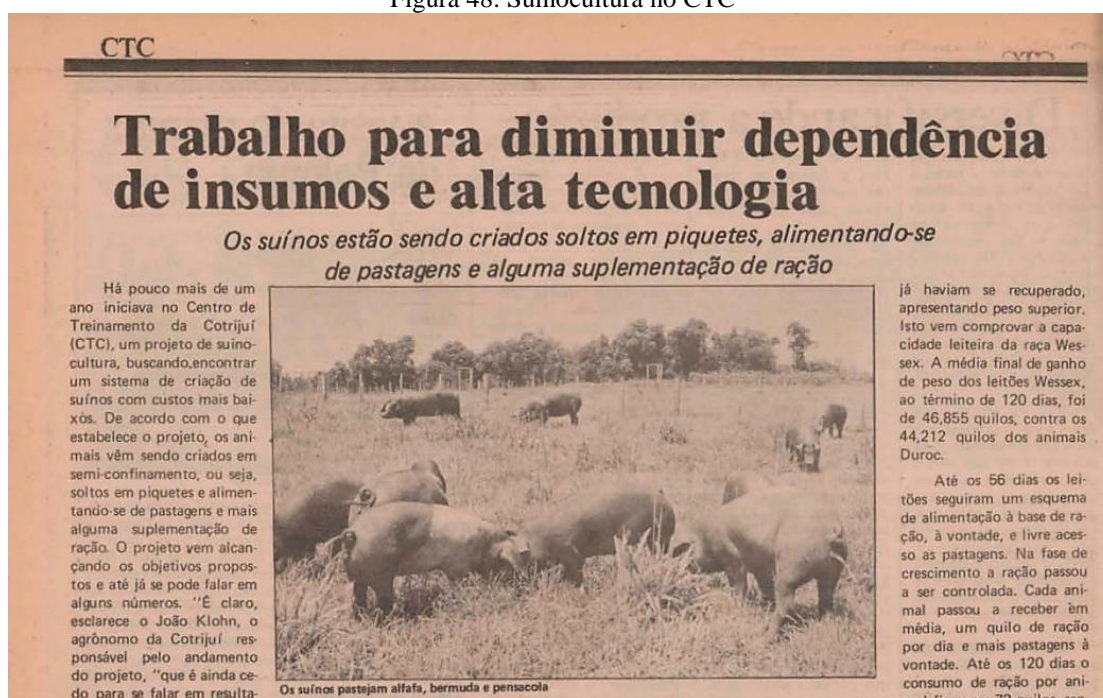 Figura 48: Suinocultura no CTC
CTC
Trabalho para diminuir dependência
de insumos e alta tecnologia
Os suínos estão sendo criados soltos em piquetes, alimentando-se
de pastagens e alguma suplementação de ração
Há pouco mais de um
ano iniciava no Centro de
Treinamento da Cotrijuí
(CTC), um projeto de suino-
cultura, buscando encontrar
um sistema de criação de
suínos com custos mais bai-
xos. De acordo com o que
estabelece o projeto, os ani-
mais vêm sendo criados em
semi-confinamento, ou seja,
soltos em piquetes e alimen-
tando-se de pastagens e mais
alguma suplementação de
ração. O projeto vem alcan-
çando os objetivos propos-
tos e até já se pode falar em
alguns números. "É claro,
esclarece o João Klohn, o
agrônomo da Cotrijuí res-
ponsável pelo andamento
do projeto, "que é ainda ce-
do para se falar em resulta-
Os suínos pastejam alfafa, bermuda e pensacola
já haviam se recuperado,
apresentando peso superior.
Isto vem comprovar a capa-
cidade leiteira da raça Wes-
sex. A média final de ganho
de peso dos leitões Wessex,
ao término de 120 dias, foi
de 46,855 quilos, contra os
44,212 quilos dos animais
Duroc.
Até os 56 dias os lei-
tões seguiram um esquema
de alimentação à base de ra-
ção, à vontade, e livre aces-
so as pastagens. Na fase de
crescimento a ração passou
a ser controlada. Cada ani-
mal passou a receber em
média, um quilo de ração
por dia e mais pastagens à
vontade. Até os 120 dias o
consumo de ração por ani-